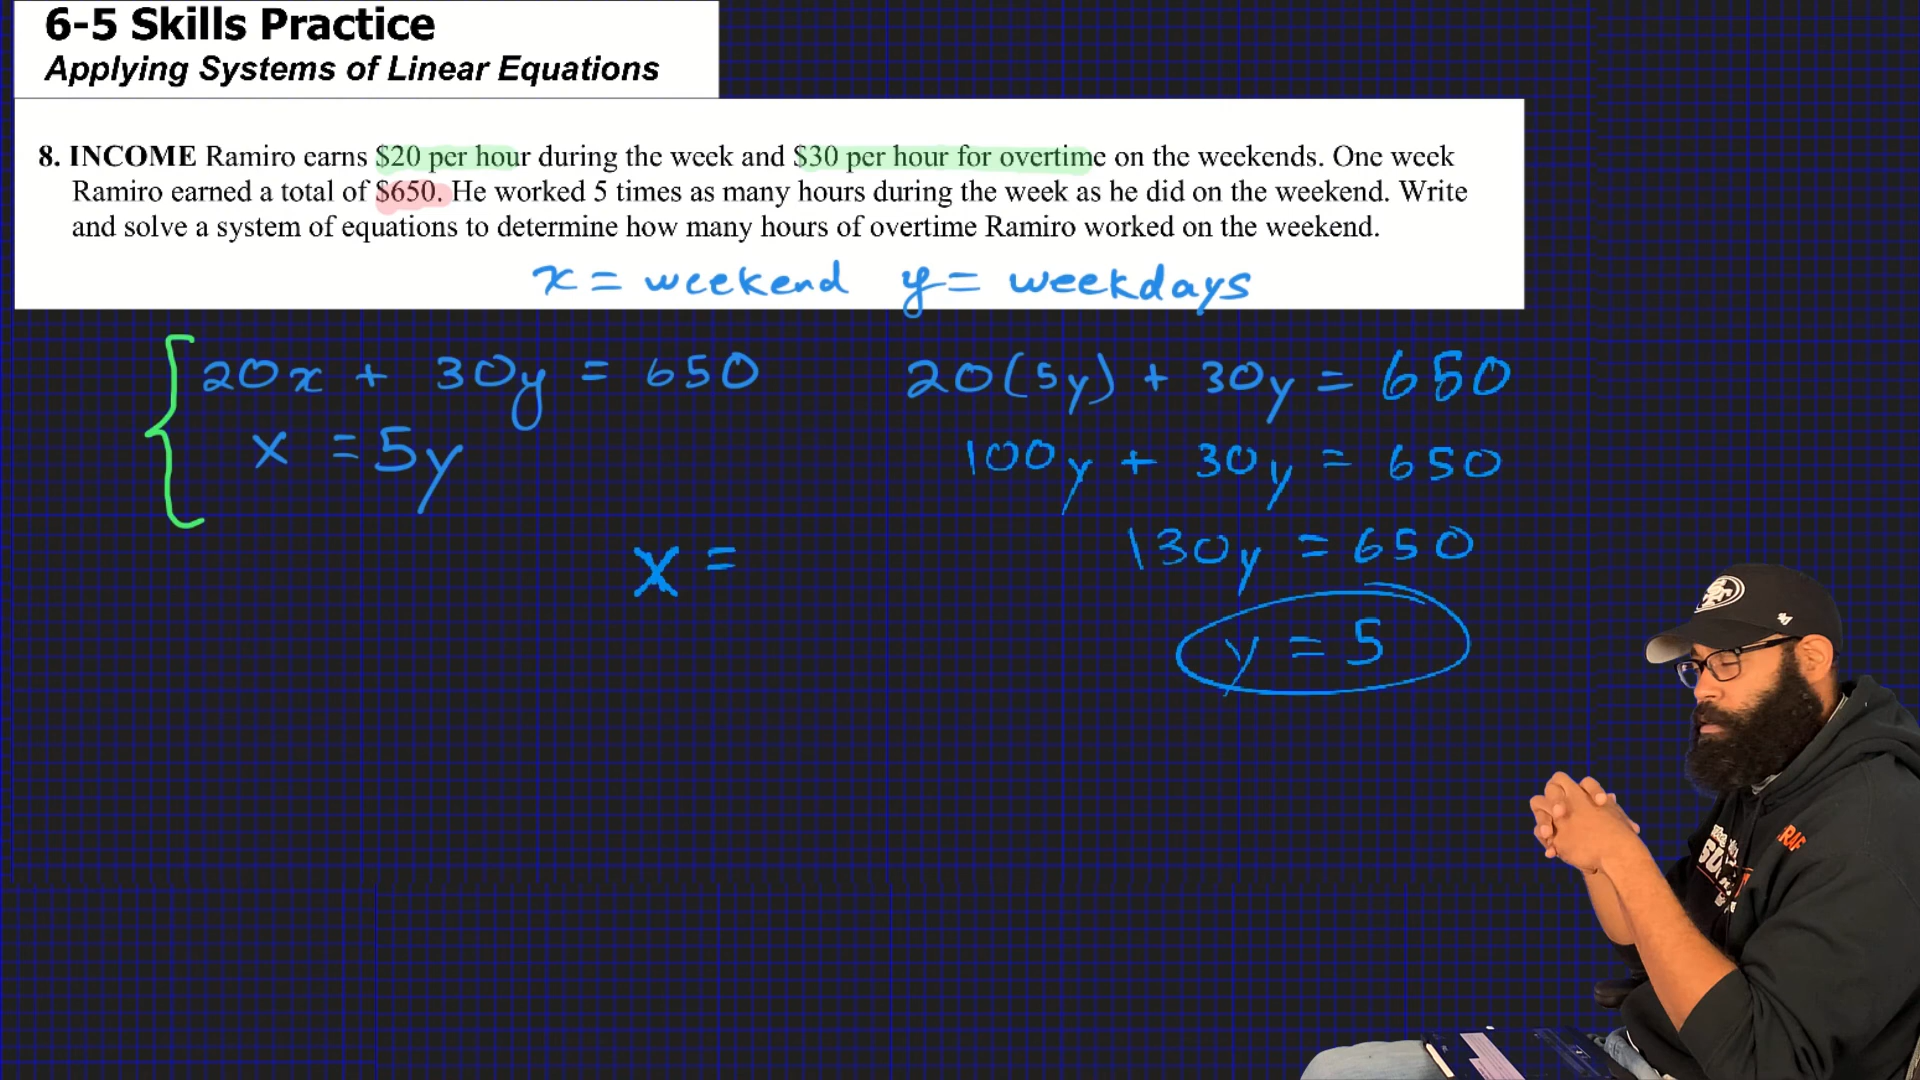 6-5 Skills Practice
Applying Systems of Linear Equations
8. INCOME Ramiro earns $20 per hour during the week and $30 per hour for overtime on the weekends. One week
Ramiro earned a total of $650. He worked 5 times as many hours during the week as he did on the weekend. Write
and solve a system of equations to determine how many hours of overtime Ramiro worked on the weekend.
x = weekend y = weekdays
20x + 30y = 650
x = 5y
x =
20(5y) + 30y = 650
100y + 30y = 650
130y = 650
y = 5